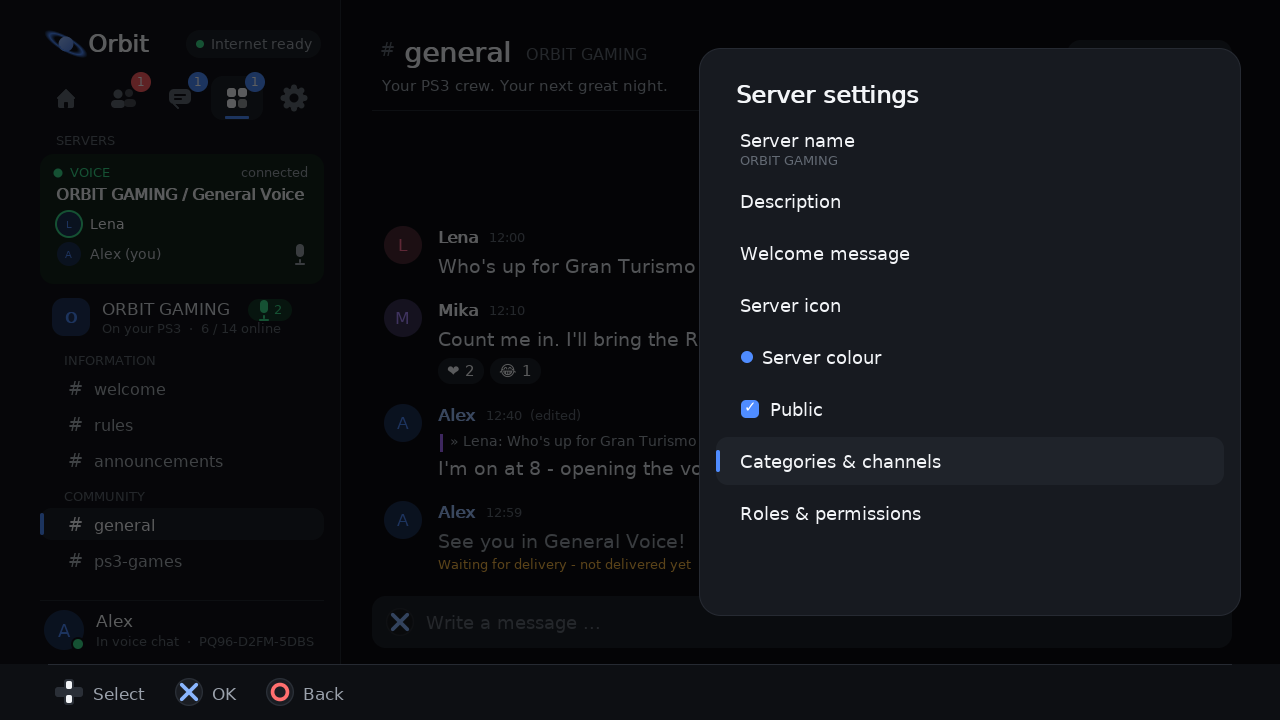 Orbit
Internet ready
1
1
1
SERVERS
VOICE
connected
ORBIT GAMING / General Voice
L
Lena
A
Alex (you)
O
ORBIT GAMING
2
On your PS3 · 6 / 14 online
INFORMATION
# welcome
# rules
# announcements
COMMUNITY
# general
# ps3-games
A
Alex
In voice chat · PQ96-D2FM-5DBS
# general ORBIT GAMING
Your PS3 crew. Your next great night.
L
Lena 12:00
Who's up for Gran Turismo
M
Mika 12:10
Count me in. I'll bring the R
❤ 2 😂 1
A
Alex 12:40 (edited)
» Lena: Who's up for Gran Turismo
I'm on at 8 - opening the vo
A
Alex 12:59
See you in General Voice!
Waiting for delivery - not delivered yet
Write a message ...
Server settings
Server name
ORBIT GAMING
Description
Welcome message
Server icon
Server colour
✓ Public
Categories & channels
Roles & permissions
Select
OK
Back